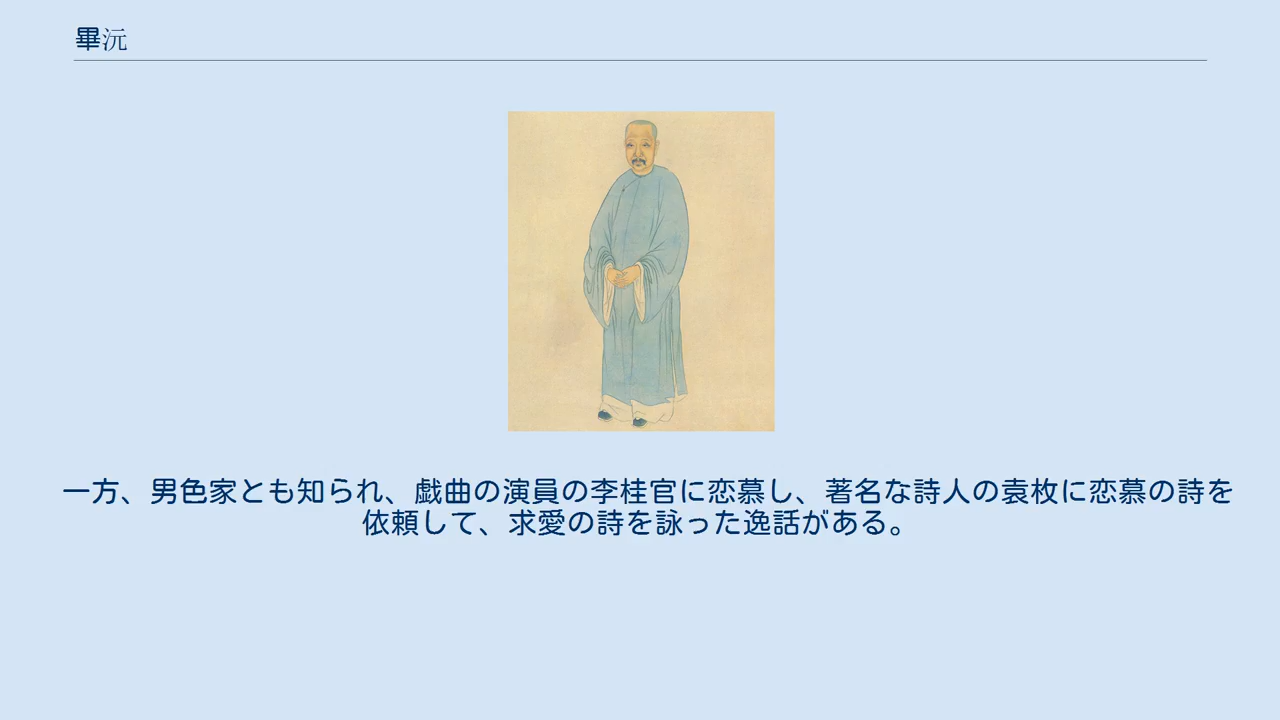 畢沅
一方、男色家とも知られ、戯曲の演員の李桂官に恋慕し、著名な詩人の袁枚に恋慕の詩を
依頼して、求愛の詩を詠った逸話がある。